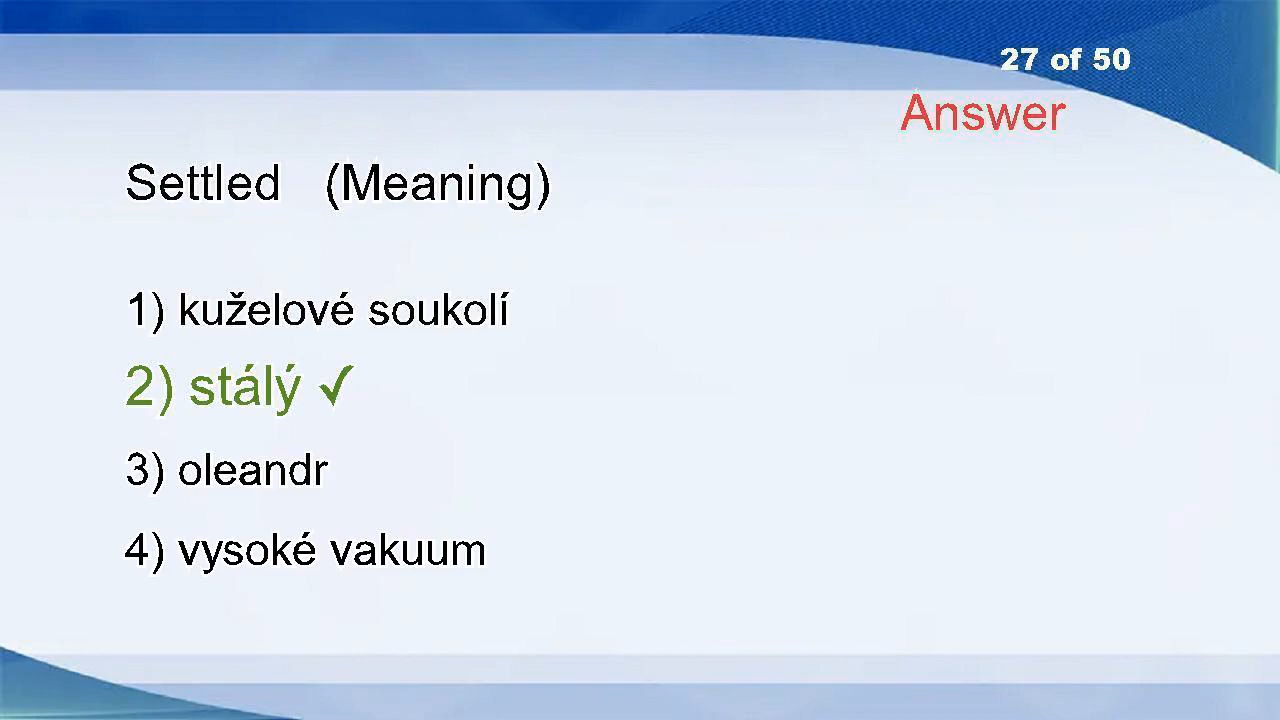 27 of 50
Answer
Settled (Meaning)
1) kuželové soukolí
2) stálý ✓
3) oleandr
4) vysoké vakuum